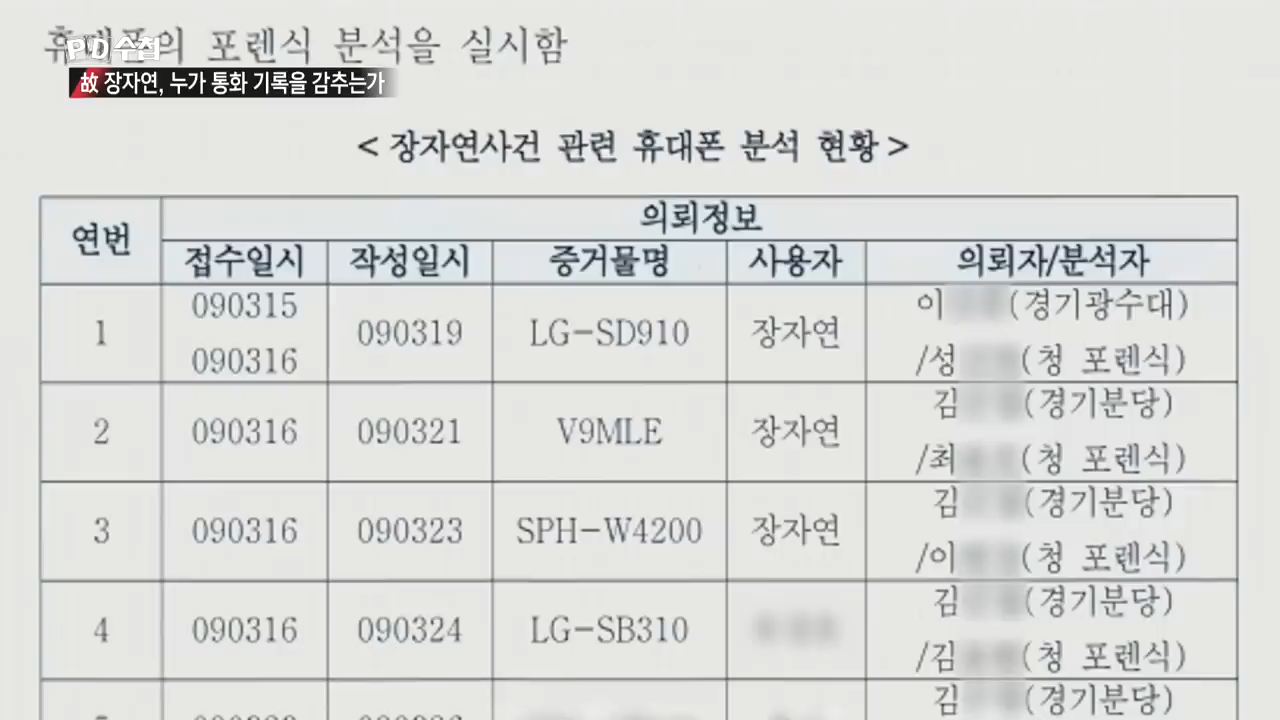 휴대폰의 포렌식 분석을 실시함
PD수첩
故 장자연, 누가 통화 기록을 감추는가
< 장자연사건 관련 휴대폰 분석 현황 >
연번 의뢰정보
접수일시 작성일시 증거물명 사용자 의뢰자/분석자
1 090315 090316 090319 LG-SD910 장자연 이 (경기광수대)
/성 (청 포렌식)
2 090316 090321 V9MLE 장자연 김 (경기분당)
/최 (청 포렌식)
3 090316 090323 SPH-W4200 장자연 김 (경기분당)
/이 (청 포렌식)
4 090316 090324 LG-SB310 김 (경기분당)
/김 (청 포렌식)
김 (경기분당)